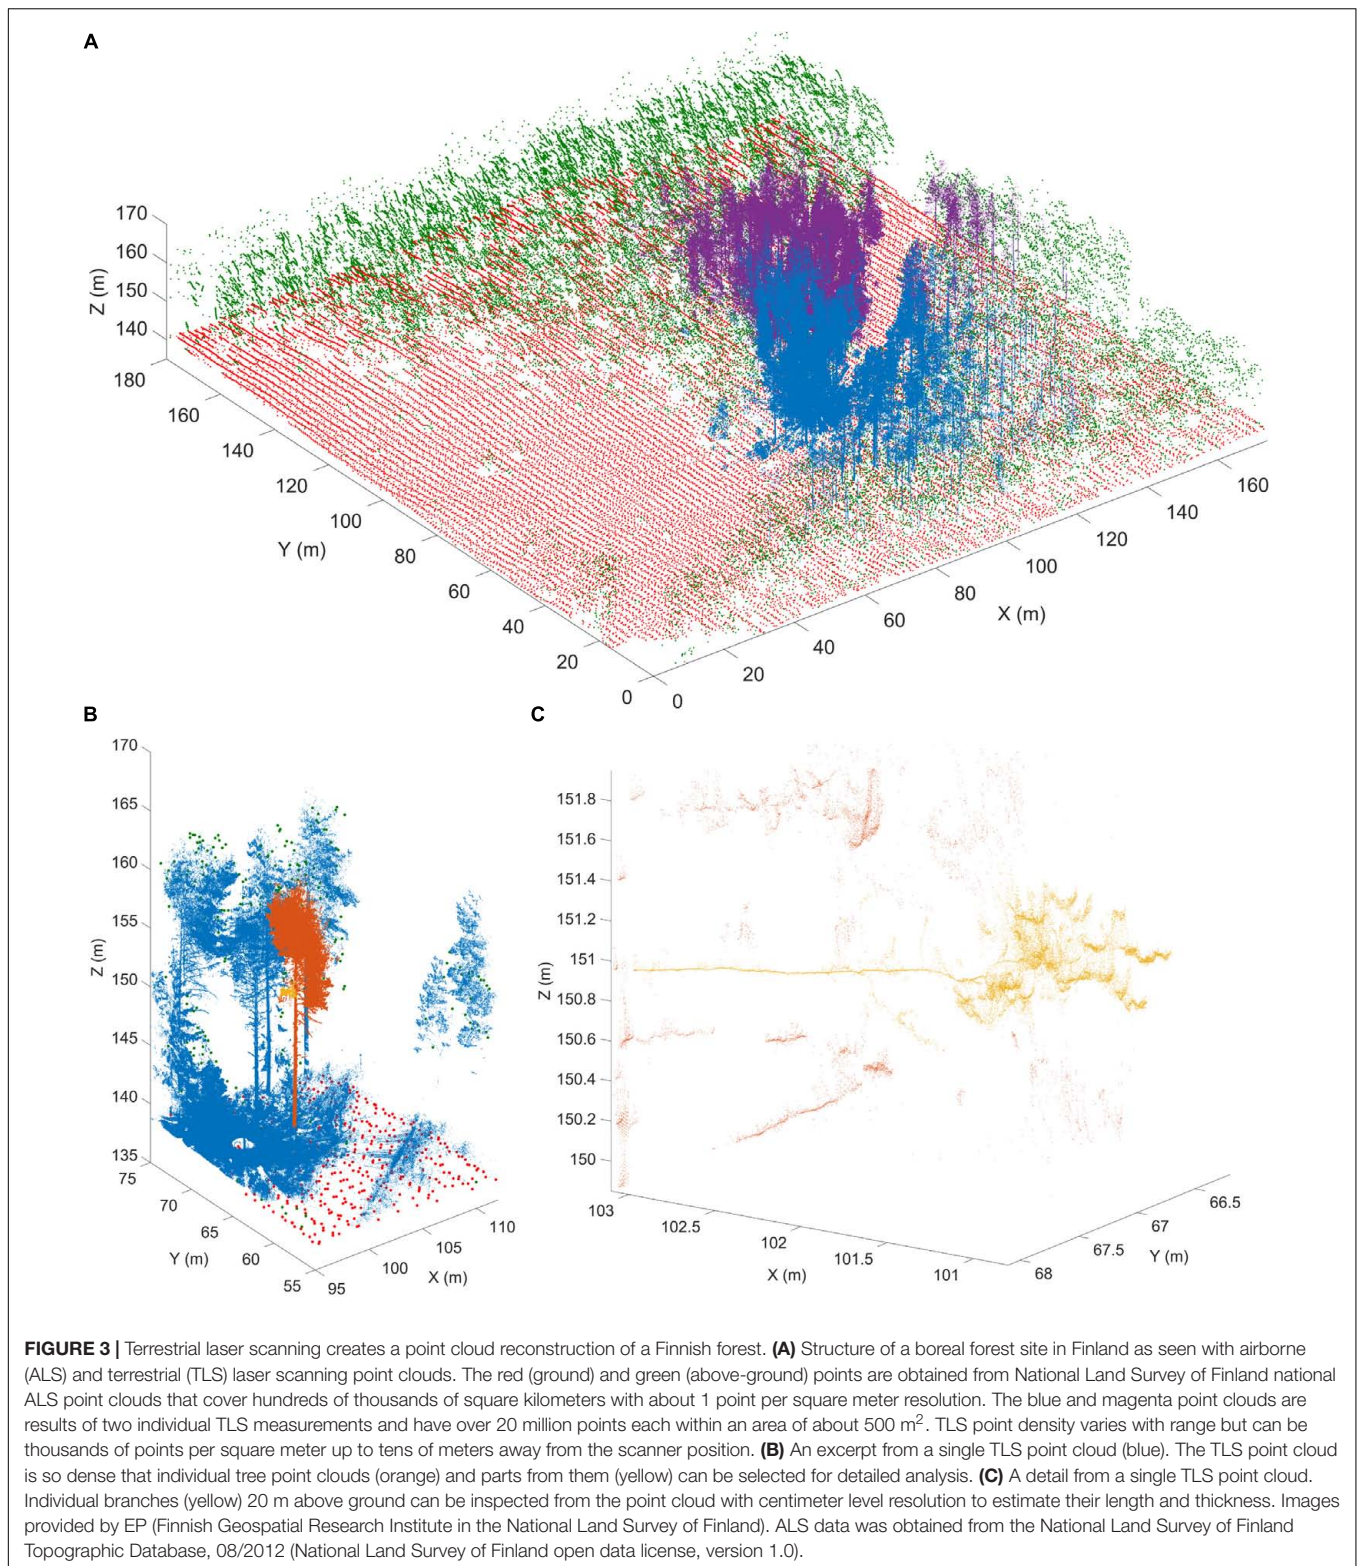 A
170
160
150
140
Z (m)
180
160
140
120
100
80
60
40
20
0
Y (m)
0
20
40
60
80
100
120
140
160
X (m)
B
170
165
160
155
150
145
140
135
Z (m)
75
70
65
60
55
Y (m)
95
100
105
110
X (m)
C
151.8
151.6
151.4
151.2
151
150.8
150.6
150.4
150.2
150
Z (m)
103
102.5
102
101.5
101
X (m)
68
67.5
67
66.5
Y (m)
FIGURE 3 | Terrestrial laser scanning creates a point cloud reconstruction of a Finnish forest. (A) Structure of a boreal forest site in Finland as seen with airborne
(ALS) and terrestrial (TLS) laser scanning point clouds. The red (ground) and green (above-ground) points are obtained from National Land Survey of Finland national
ALS point clouds that cover hundreds of thousands of square kilometers with about 1 point per square meter resolution. The blue and magenta point clouds are
results of two individual TLS measurements and have over 20 million points each within an area of about 500 m². TLS point density varies with range but can be
thousands of points per square meter up to tens of meters away from the scanner position. (B) An excerpt from a single TLS point cloud (blue). The TLS point cloud
is so dense that individual tree point clouds (orange) and parts from them (yellow) can be selected for detailed analysis. (C) A detail from a single TLS point cloud.
Individual branches (yellow) 20 m above ground can be inspected from the point cloud with centimeter level resolution to estimate their length and thickness. Images
provided by EP (Finnish Geospatial Research Institute in the National Land Survey of Finland). ALS data was obtained from the National Land Survey of Finland
Topographic Database, 08/2012 (National Land Survey of Finland open data license, version 1.0).